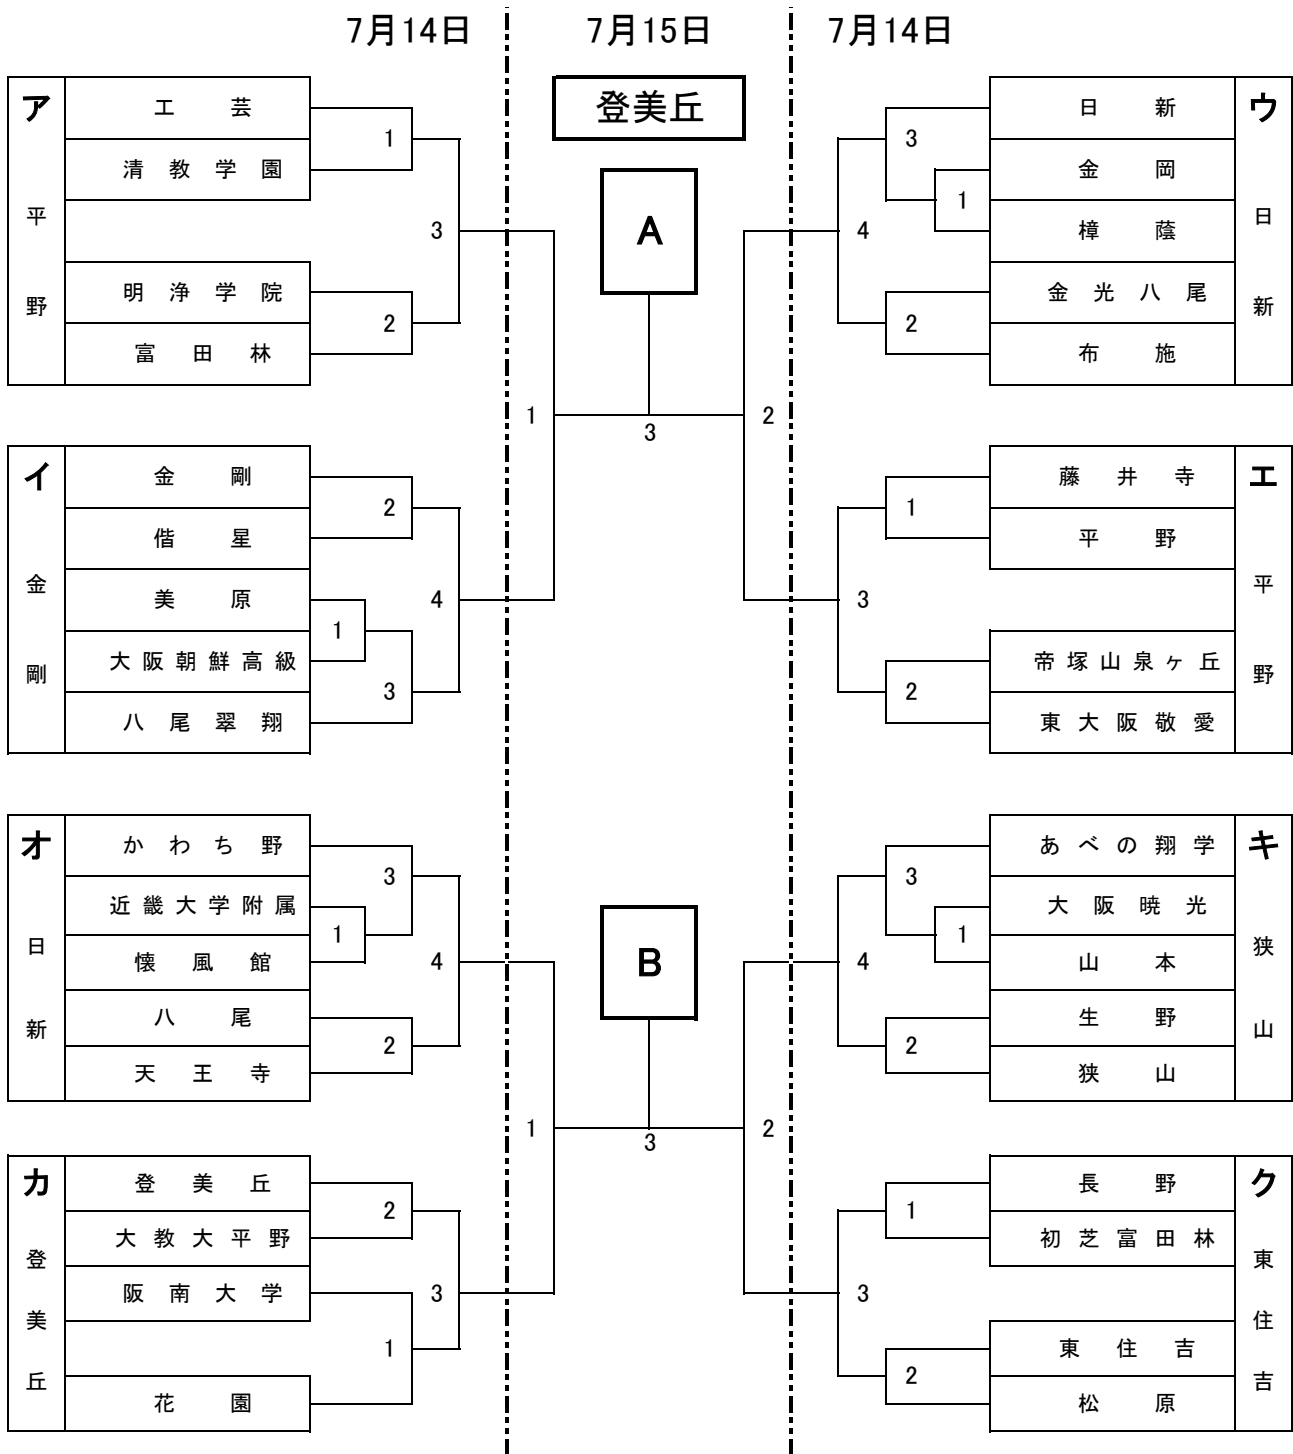 7月14日 7月15日 7月14日
登美丘
ア 平野
工芸
清教学園
明浄学院
富田林
1
2
3
イ 金剛
金剛
偕星
美原
大阪朝鮮高級
八尾翠翔
2
1
3
4
1
A
3
2
ウ 日新
日新
金岡
樟蔭
金光八尾
布施
3
1
2
4
エ 平野
藤井寺
平野
帝塚山泉ヶ丘
東大阪敬愛
1
2
3
オ 日新
かわち野
近畿大学附属
懐風館
八尾
天王寺
3
1
2
4
カ 登美丘
登美丘
大教大平野
阪南大学
花園
2
1
3
1
B
3
2
キ 狭山
あべの翔学
大阪暁光
山本
生野
狭山
3
1
2
4
ク 東住吉
長野
初芝富田林
東住吉
松原
1
2
3